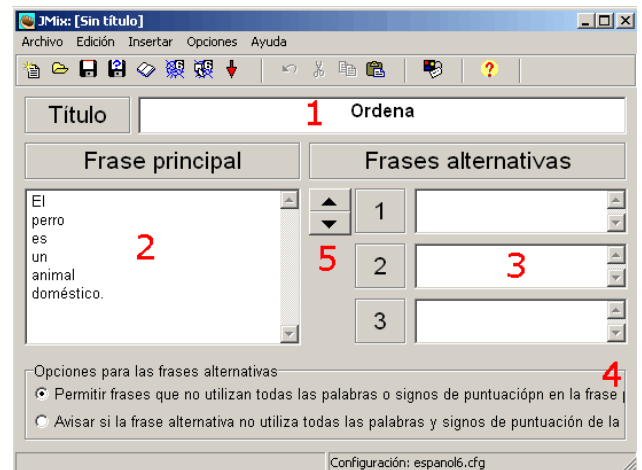 JMix: [Sin título]
Archivo Edición Insertar Opciones Ayuda
?
Título 1 Ordena
Frase principal Frases alternativas
El
perro
es
un
animal
doméstico.
2
5
1
2
3
3
4
Opciones para las frases alternativas
Permitir frases que no utilizan todas las palabras o signos de puntuaciópn en la frase
Avisar si la frase alternativa no utiliza todas las palabras y signos de puntuación de la
Configuración: espanol6.cfg